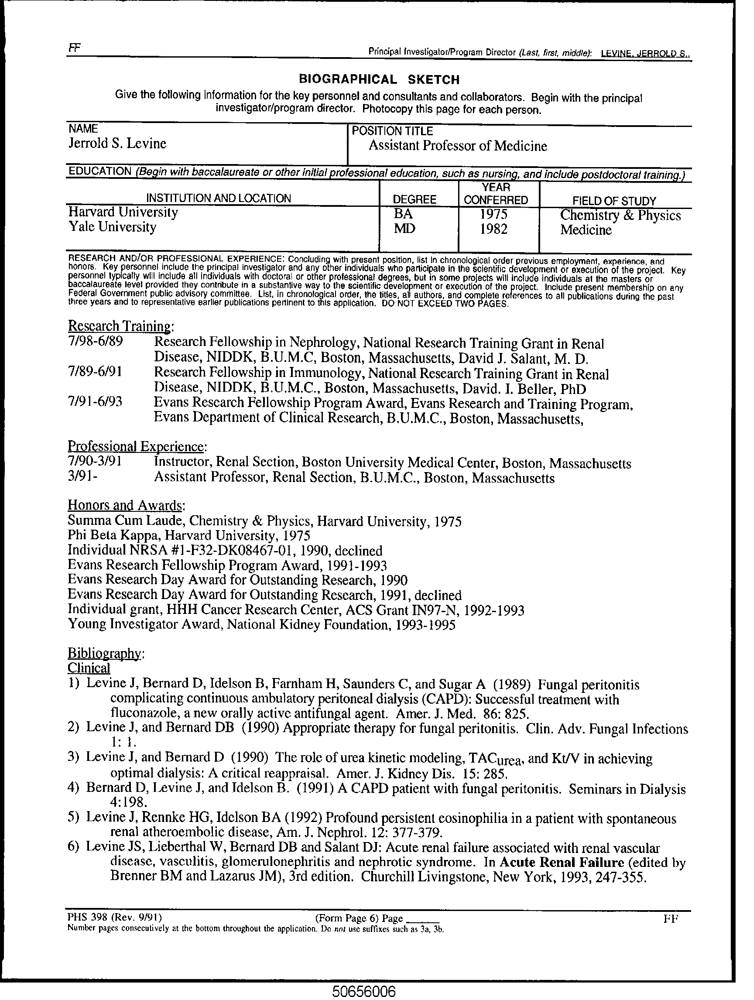 FF
Principal Investigator/Program Director (Last, first, middle): LEVINE, JERROLD S.,
BIOGRAPHICAL SKETCH
Give the following information for the key personnel and consultants and collaborators. Begin with the principal
investigator/program director. Photocopy this page for each person.
NAME
Jerrold S. Levine
POSITION TITLE
Assistant Professor of Medicine
EDUCATION (Begin with baccalaureate or other initial professional education, such as nursing, and include postdoctoral training.)
INSTITUTION AND LOCATION DEGREE YEAR CONFERRED FIELD OF STUDY
Harvard University BA 1975 Chemistry & Physics
Yale University MD 1982 Medicine
RESEARCH AND/OR PROFESSIONAL EXPERIENCE: Concluding with present position, list in chronological order previous employment, experience, and
honors. Key personnel include the principal investigator and any other individuals who participate in the scientific development or execution of the project. Key
personnel typically will include all individuals with doctoral or other professional degrees, but in some projects will include individuals at the masters or
baccalaureate level provided they contribute in a substantive way to the scientific development or execution of the project. Include present membership on any
Federal Government public advisory committee. List, in chronological order, the titles, all authors, and complete references to all publications during the past
three years and to representative earlier publications pertinent to this application. DO NOT EXCEED TWO PAGES.
Research Training:
7/98-6/89 Research Fellowship in Nephrology, National Research Training Grant in Renal
Disease, NIDDK, B.U.M.C, Boston, Massachusetts, David J. Salant, M. D.
7/89-6/91 Research Fellowship in Immunology, National Research Training Grant in Renal
Disease, NIDDK, B.U.M.C., Boston, Massachusetts, David. I. Beller, PhD
7/91-6/93 Evans Research Fellowship Program Award, Evans Research and Training Program,
Evans Department of Clinical Research, B.U.M.C., Boston, Massachusetts,
Professional Experience:
7/90-3/91 Instructor, Renal Section, Boston University Medical Center, Boston, Massachusetts
3/91- Assistant Professor, Renal Section, B.U.M.C., Boston, Massachusetts
Honors and Awards:
Summa Cum Laude, Chemistry & Physics, Harvard University, 1975
Phi Beta Kappa, Harvard University, 1975
Individual NRSA #1-F32-DK08467-01, 1990, declined
Evans Research Fellowship Program Award, 1991-1993
Evans Research Day Award for Outstanding Research, 1990
Evans Research Day Award for Outstanding Research, 1991, declined
Individual grant, HHH Cancer Research Center, ACS Grant IN97-N, 1992-1993
Young Investigator Award, National Kidney Foundation, 1993-1995
Bibliography:
Clinical
1) Levine J, Bernard D, Idelson B, Farnham H, Saunders C, and Sugar A (1989) Fungal peritonitis
complicating continuous ambulatory peritoneal dialysis (CAPD): Successful treatment with
fluconazole, a new orally active antifungal agent. Amer. J. Med. 86: 825.
2) Levine J, and Bernard DB (1990) Appropriate therapy for fungal peritonitis. Clin. Adv. Fungal Infections
1: 1.
3) Levine J, and Bernard D (1990) The role of urea kinetic modeling, TACurea, and Kt/V in achieving
optimal dialysis: A critical reappraisal. Amer. J. Kidney Dis. 15: 285.
4) Bernard D, Levine J, and Idelson B. (1991) A CAPD patient with fungal peritonitis. Seminars in Dialysis
4:198.
5) Levine J, Rennke HG, Idelson BA (1992) Profound persistent eosinophilia in a patient with spontaneous
renal atheroembolic disease, Am. J. Nephrol. 12: 377-379.
6) Levine JS, Lieberthal W, Bernard DB and Salant DJ: Acute renal failure associated with renal vascular
disease, vasculitis, glomerulonephritis and nephrotic syndrome. In Acute Renal Failure (edited by
Brenner BM and Lazarus JM), 3rd edition. Churchill Livingstone, New York, 1993, 247-355.
PHS 398 (Rev. 9/91) (Form Page 6) Page ______ FF
Number pages consecutively at the bottom throughout the application. Do not use suffixes such as 3a, 3b.
50656006